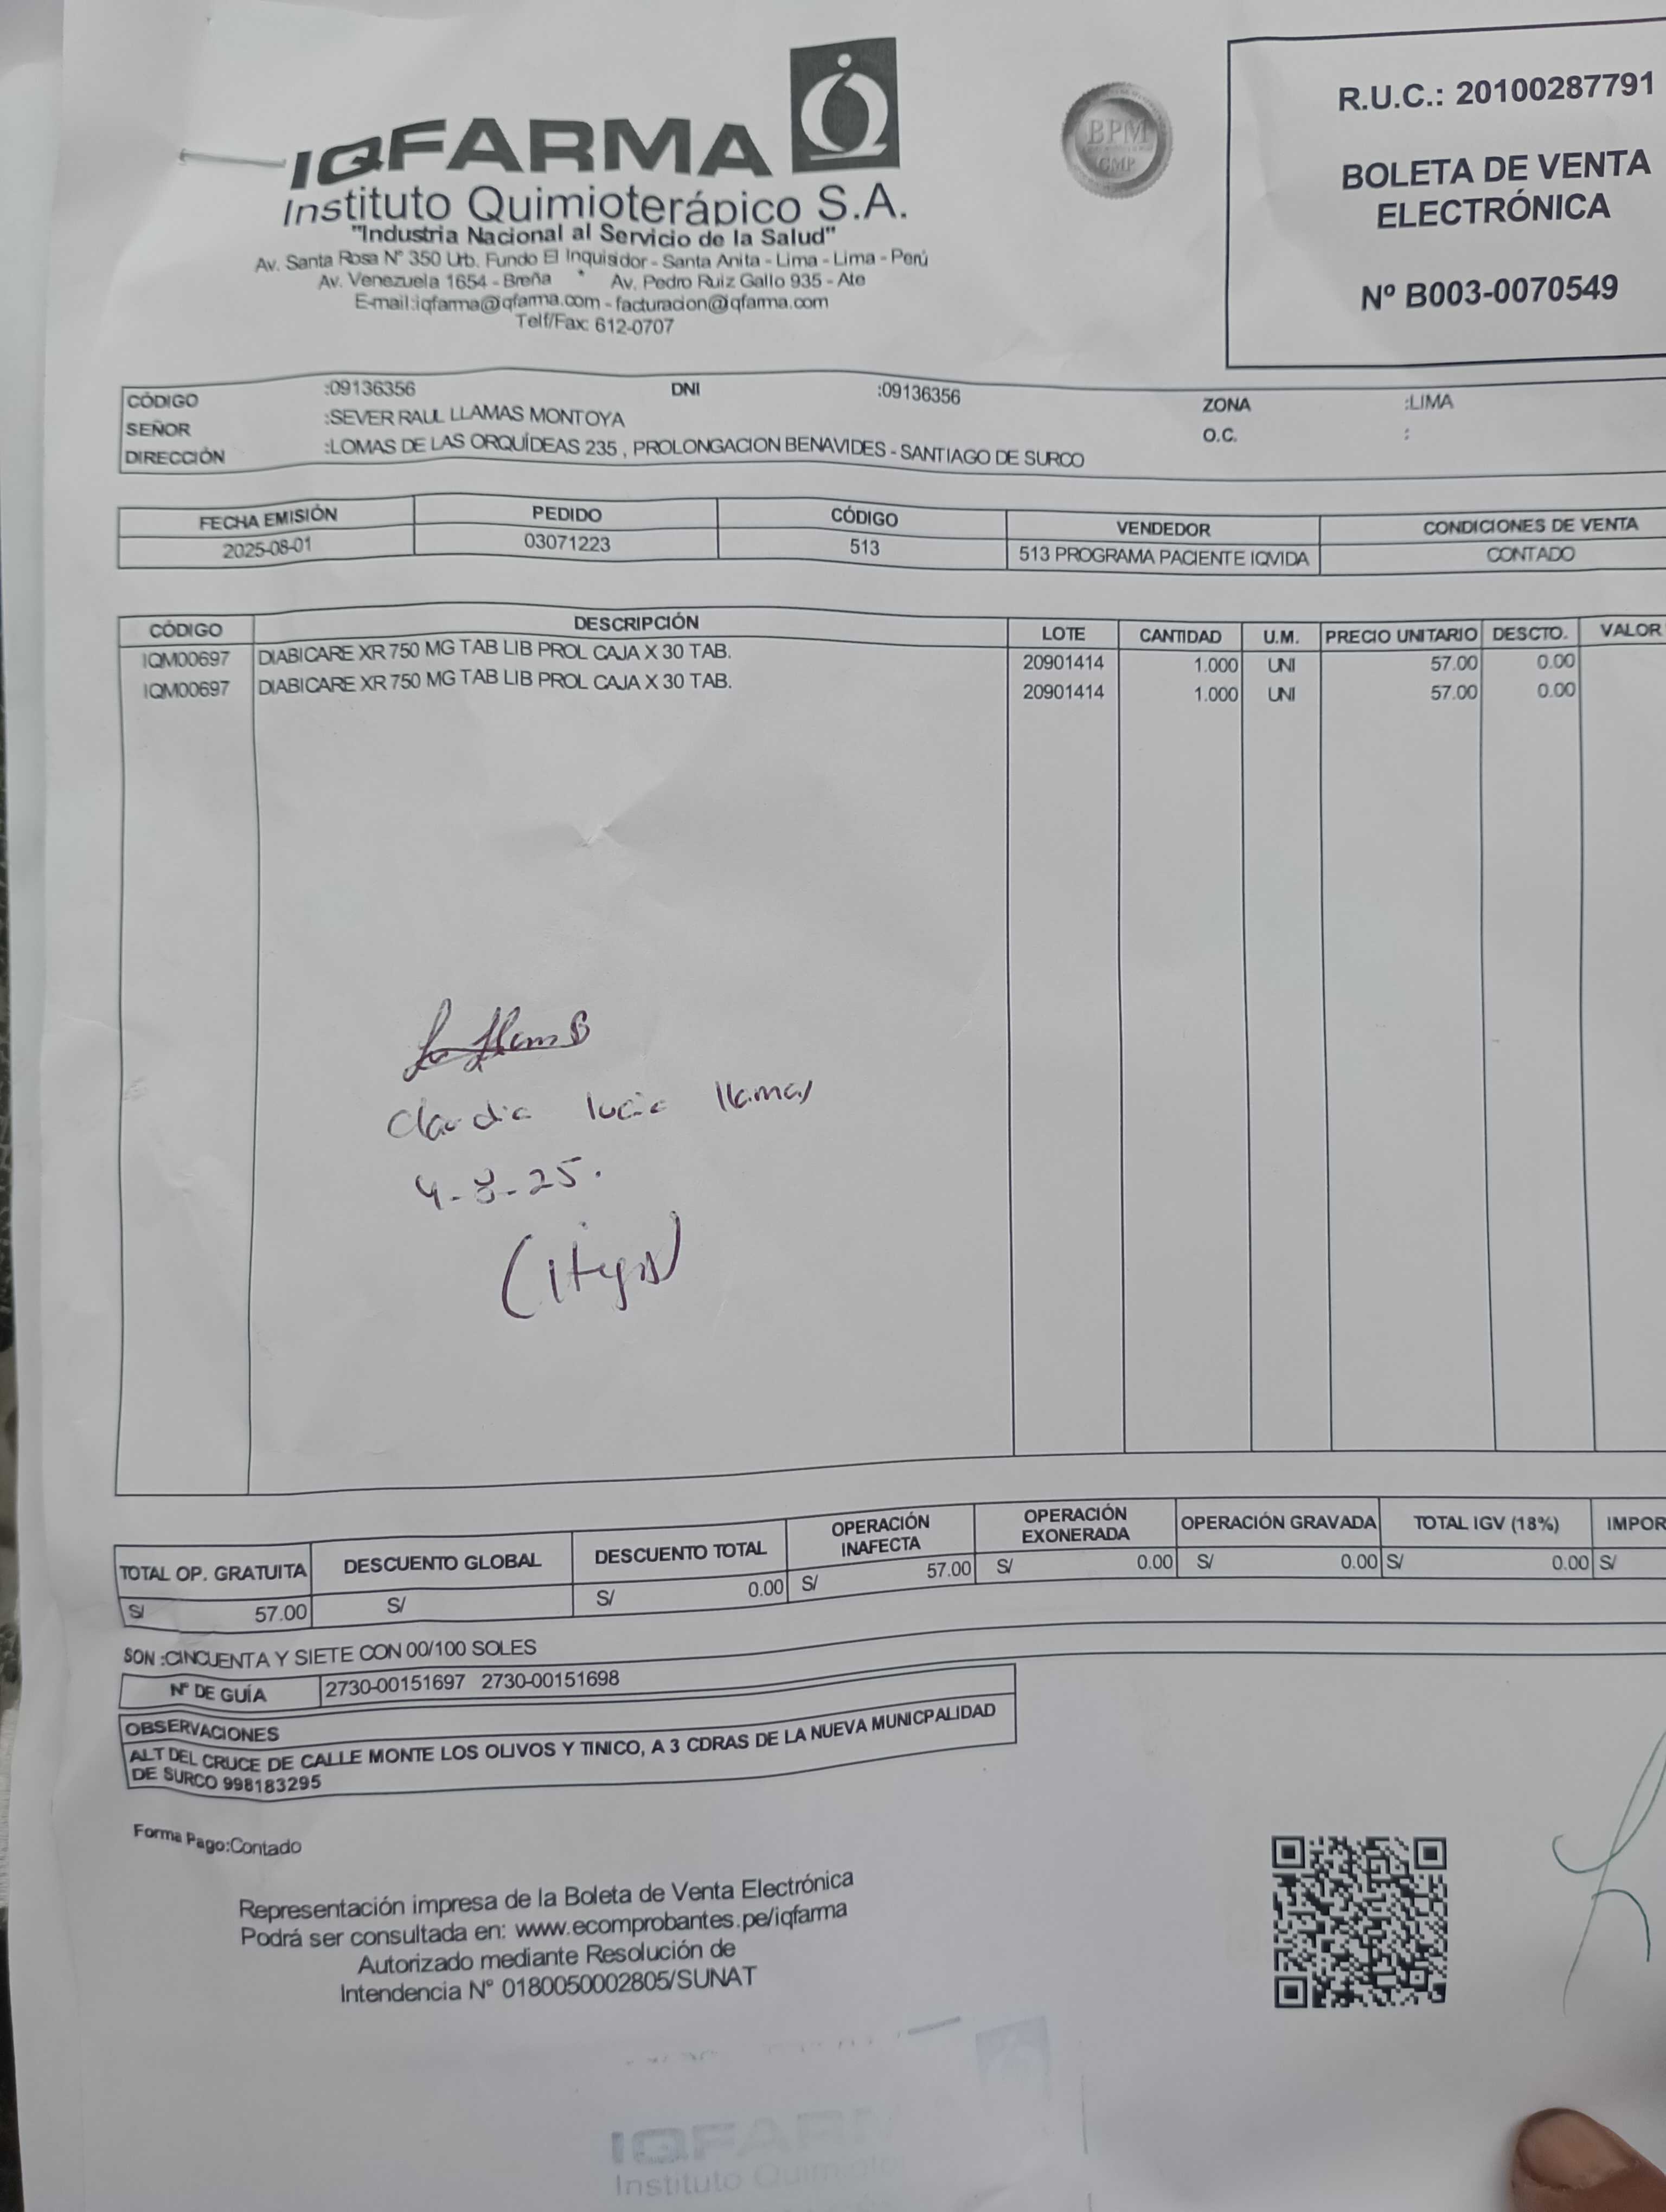 IQFARMA
Instituto Quimioterápico S.A.
"Industria Nacional al Servicio de la Salud"
Av. Santa Rosa N° 350 Urb. Fundo El Inquisidor - Santa Anita - Lima - Lima - Perú
Av. Venezuela 1654 - Breña * Av. Pedro Ruiz Gallo 935 - Ate
E-mail:iqfarma@iqfarma.com - facturacion@iqfarma.com
Telf/Fax: 612-0707
BPM
GMP
R.U.C.: 20100287791
BOLETA DE VENTA
ELECTRÓNICA
Nº B003-0070549
CÓDIGO :09136356 DNI :09136356 ZONA :LIMA
SEÑOR :SEVER RAUL LLAMAS MONTOYA O.C. :
DIRECCIÓN :LOMAS DE LAS ORQUÍDEAS 235 , PROLONGACION BENAVIDES - SANTIAGO DE SURCO
FECHA EMISIÓN PEDIDO CÓDIGO VENDEDOR CONDICIONES DE VENTA
2025-08-01 03071223 513 513 PROGRAMA PACIENTE IQVIDA CONTADO
CÓDIGO DESCRIPCIÓN LOTE CANTIDAD U.M. PRECIO UNITARIO DESCTO. VALOR
IQM00697 DIABICARE XR 750 MG TAB LIB PROL CAJA X 30 TAB. 20901414 1.000 UNI 57.00 0.00
IQM00697 DIABICARE XR 750 MG TAB LIB PROL CAJA X 30 TAB. 20901414 1.000 UNI 57.00 0.00
Claudia lucia llamas
4-8-25.
TOTAL OP. GRATUITA DESCUENTO GLOBAL DESCUENTO TOTAL OPERACIÓN INAFECTA OPERACIÓN EXONERADA OPERACIÓN GRAVADA TOTAL IGV (18%) IMPOR
S/ 57.00 S/ S/ 0.00 S/ 57.00 S/ 0.00 S/ 0.00 S/ 0.00 S/
SON :CINCUENTA Y SIETE CON 00/100 SOLES
N° DE GUÍA 2730-00151697 2730-00151698
OBSERVACIONES
ALT DEL CRUCE DE CALLE MONTE LOS OLIVOS Y TINICO, A 3 CDRAS DE LA NUEVA MUNICPALIDAD
DE SURCO 998183295
Forma Pago:Contado
Representación impresa de la Boleta de Venta Electrónica
Podrá ser consultada en: www.ecomprobantes.pe/iqfarma
Autorizado mediante Resolución de
Intendencia N° 0180050002805/SUNAT